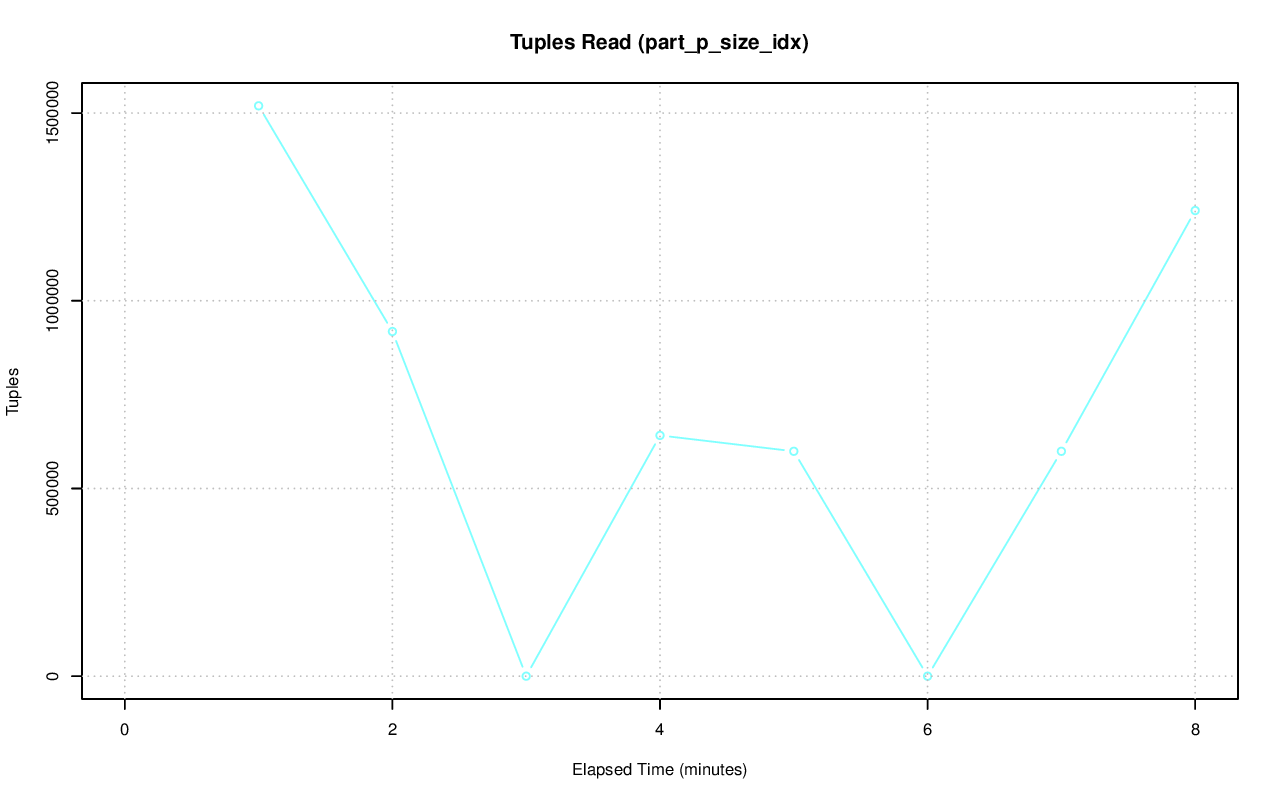 Tuples Read (part_p_size_idx)
Tuples
1500000
1000000
500000
0
0 2 4 6 8
Elapsed Time (minutes)